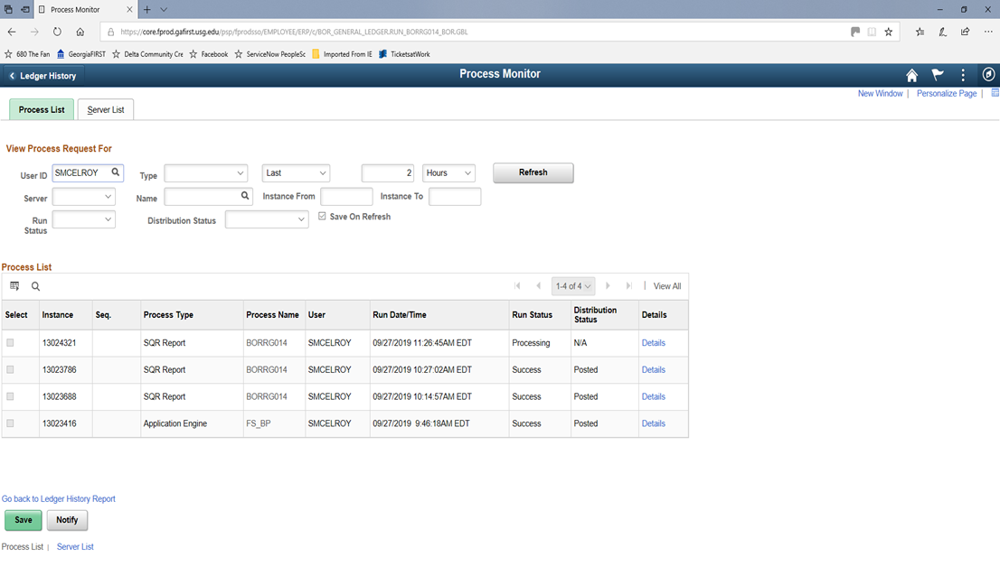 Process Monitor
https://core.fprod.gafirst.usg.edu/psp/fprodsso/EMPLOYEE/ERP/c/BOR_GENERAL_LEDGER.RUN_BORRG014_BOR.GBL
680 The Fan GeorgiaFIRST Delta Community Cre Facebook ServiceNow PeopleSc Imported From IE TicketsatWork
Ledger History Process Monitor
New Window | Personalize Page |
Process List Server List
View Process Request For
User ID SMCELROY Type Last 2 Hours Refresh
Server Name Instance From Instance To
Run Status Distribution Status Save On Refresh
Process List
1-4 of 4 | View All
Select Instance Seq. Process Type Process Name User Run Date/Time Run Status Distribution Status Details
13024321 SQR Report BORRG014 SMCELROY 09/27/2019 11:26:45AM EDT Processing N/A Details
13023786 SQR Report BORRG014 SMCELROY 09/27/2019 10:27:02AM EDT Success Posted Details
13023688 SQR Report BORRG014 SMCELROY 09/27/2019 10:14:57AM EDT Success Posted Details
13023416 Application Engine FS_BP SMCELROY 09/27/2019 9:46:18AM EDT Success Posted Details
Go back to Ledger History Report
Save Notify
Process List | Server List